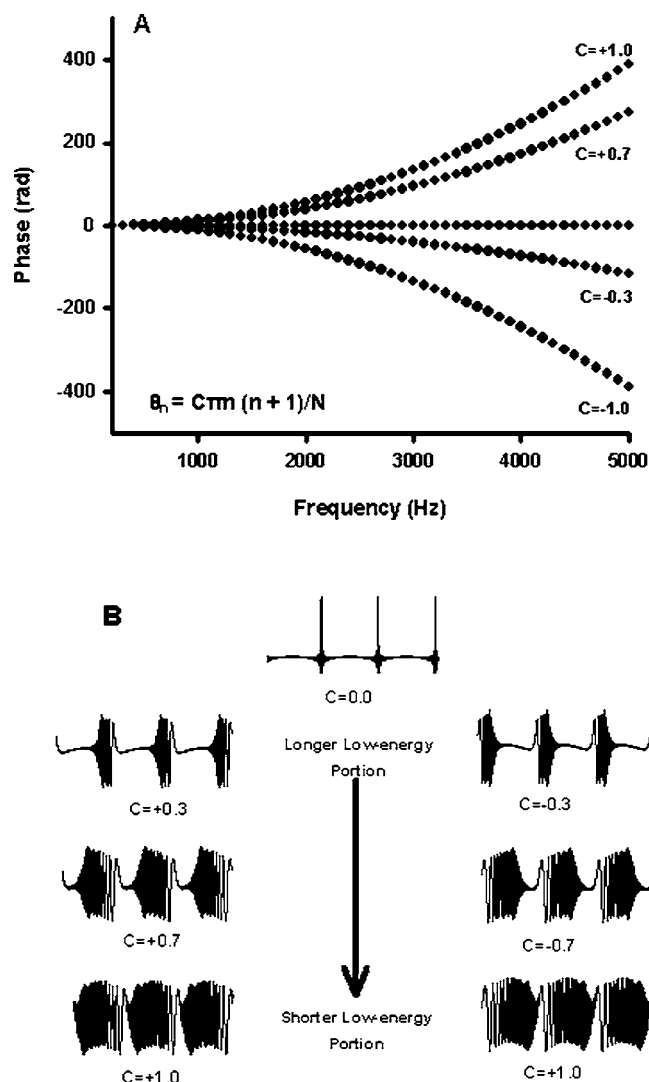 A
C=+1.0
400
C=+0.7
200
Phase (rad)
0
C=-0.3
-200
-400
C=-1.0
θn = Cπn (n + 1)/N
1000 2000 3000 4000 5000
Frequency (Hz)
B
C=0.0
Longer Low-energy
Portion
C=+0.3
C=-0.3
C=+0.7
C=-0.7
Shorter Low-energy
Portion
C=+1.0
C=+1.0